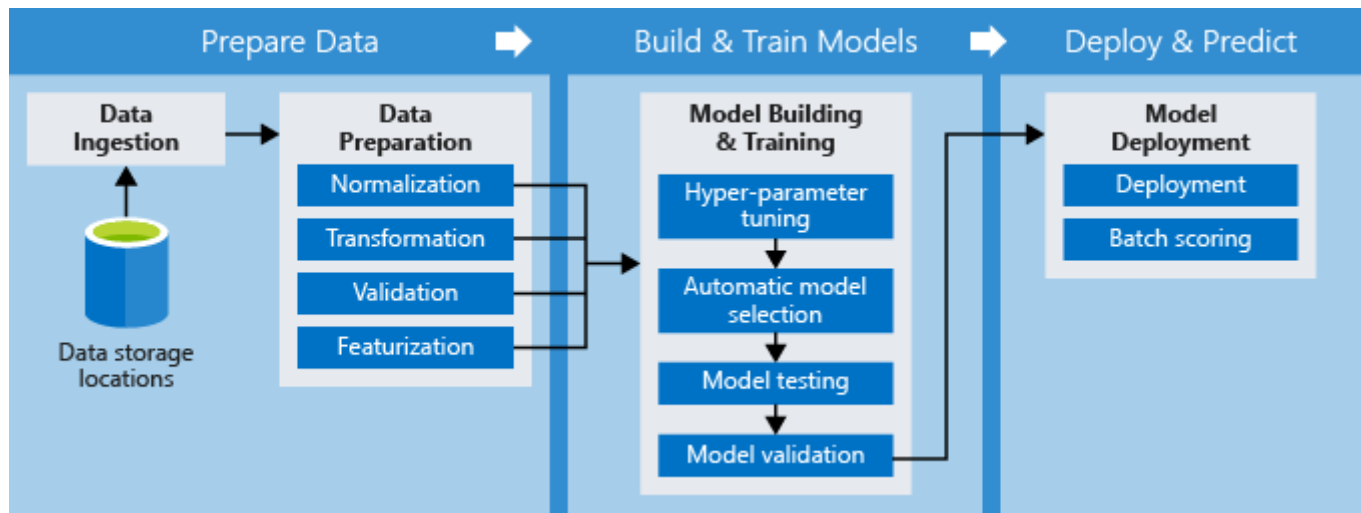 Prepare Data
Build & Train Models
Deploy & Predict
Data
Ingestion
Data storage
locations
Data
Preparation
Normalization
Transformation
Validation
Featurization
Model Building
& Training
Hyper-parameter
tuning
Automatic model
selection
Model testing
Model validation
Model
Deployment
Deployment
Batch scoring